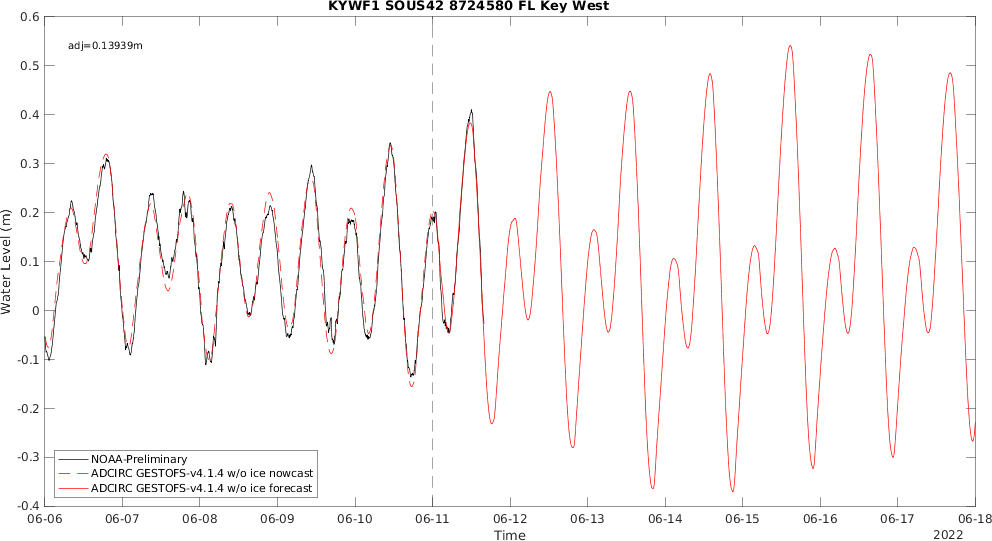 KYWF1 SOUS42 8724580 FL Key West
adj=0.13939m
0.6
0.5
0.4
0.3
0.2
0.1
0
-0.1
-0.2
-0.3
-0.4
Water Level (m)
NOAA-Preliminary
ADCIRC GESTOFS-v4.1.4 w/o ice nowcast
ADCIRC GESTOFS-v4.1.4 w/o ice forecast
06-06 06-07 06-08 06-09 06-10 06-11 06-12 06-13 06-14 06-15 06-16 06-17 06-18
Time
2022